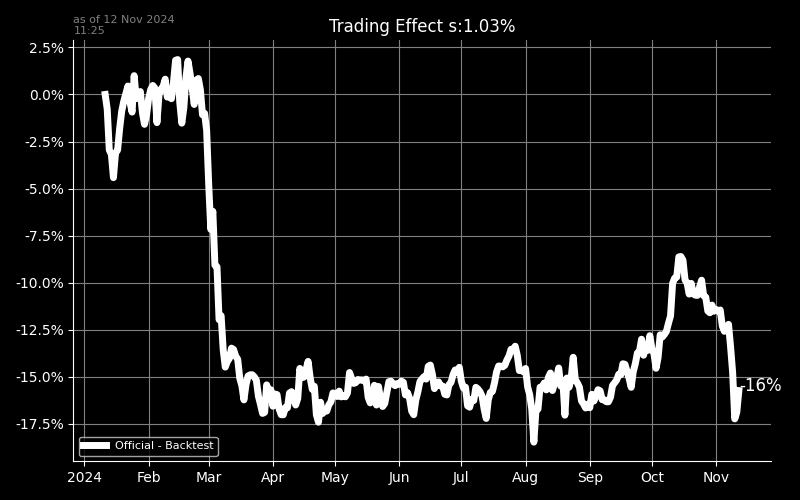 as of 12 Nov 2024
11:25
Trading Effect s:1.03%
2.5%
0.0%
-2.5%
-5.0%
-7.5%
-10.0%
-12.5%
-15.0%
-17.5%
-16%
Official - Backtest
2024 Feb Mar Apr May Jun Jul Aug Sep Oct Nov